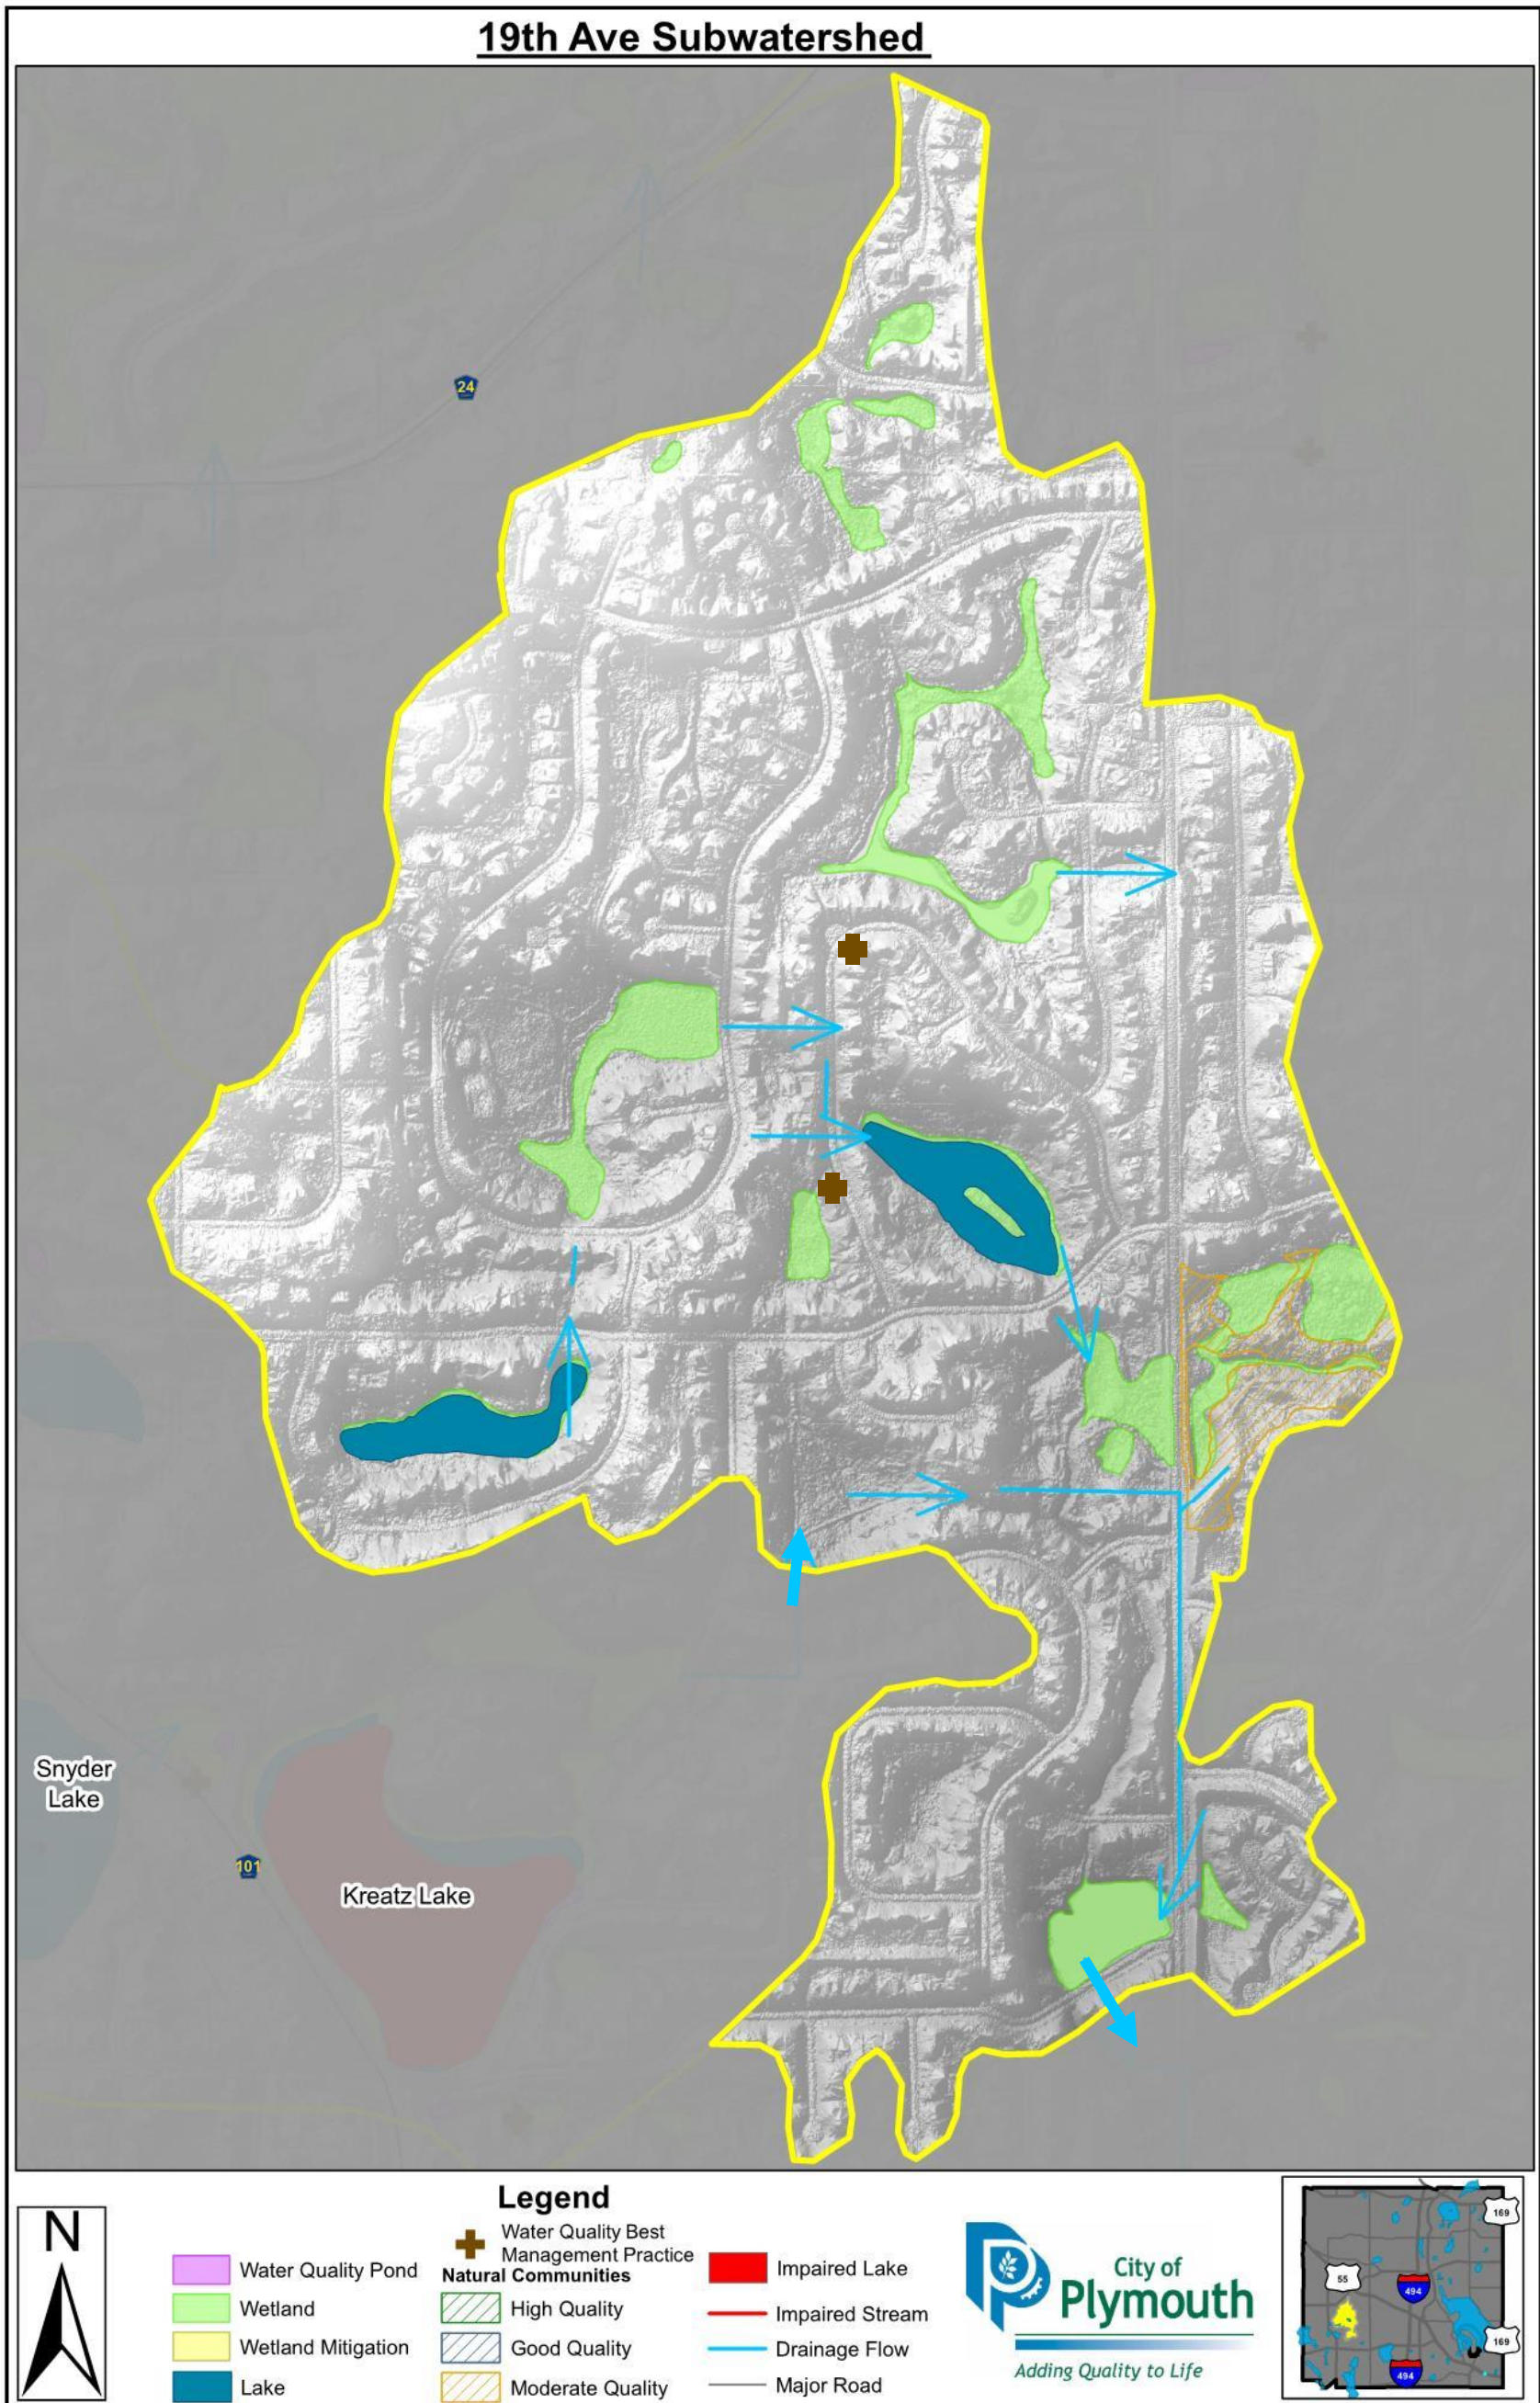 19th Ave Subwatershed
24
Snyder
Lake
101
Kreatz Lake
N
Legend
Water Quality Pond
Wetland
Wetland Mitigation
Lake
Water Quality Best
Management Practice
Natural Communities
High Quality
Good Quality
Moderate Quality
Impaired Lake
Impaired Stream
Drainage Flow
Major Road
City of
Plymouth
Adding Quality to Life
169
55
494
169
494